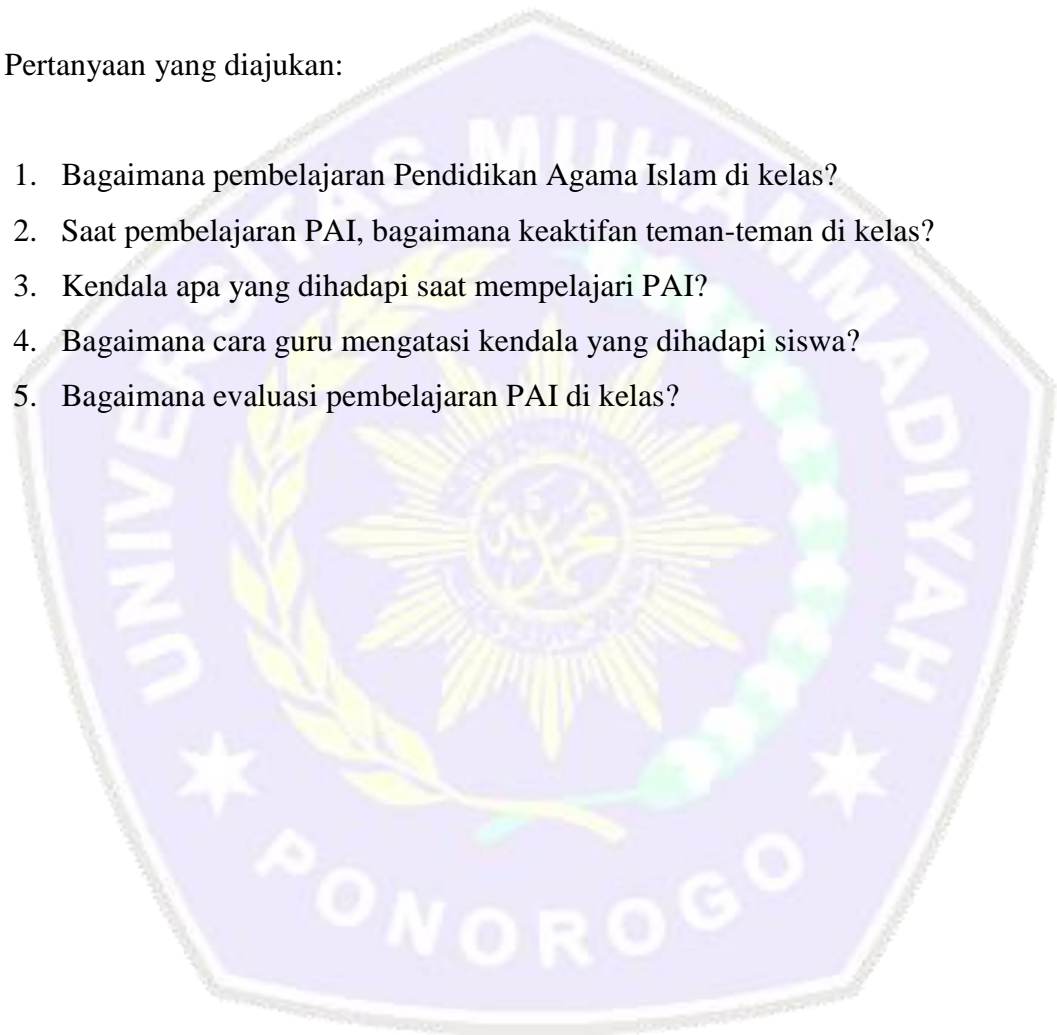 Pertanyaan yang diajukan:
1. Bagaimana pembelajaran Pendidikan Agama Islam di kelas?
2. Saat pembelajaran PAI, bagaimana keaktifan teman-teman di kelas?
3. Kendala apa yang dihadapi saat mempelajari PAI?
4. Bagaimana cara guru mengatasi kendala yang dihadapi siswa?
5. Bagaimana evaluasi pembelajaran PAI di kelas?
UNIVERSITAS MUHAMMADIYAH
PONOROGO